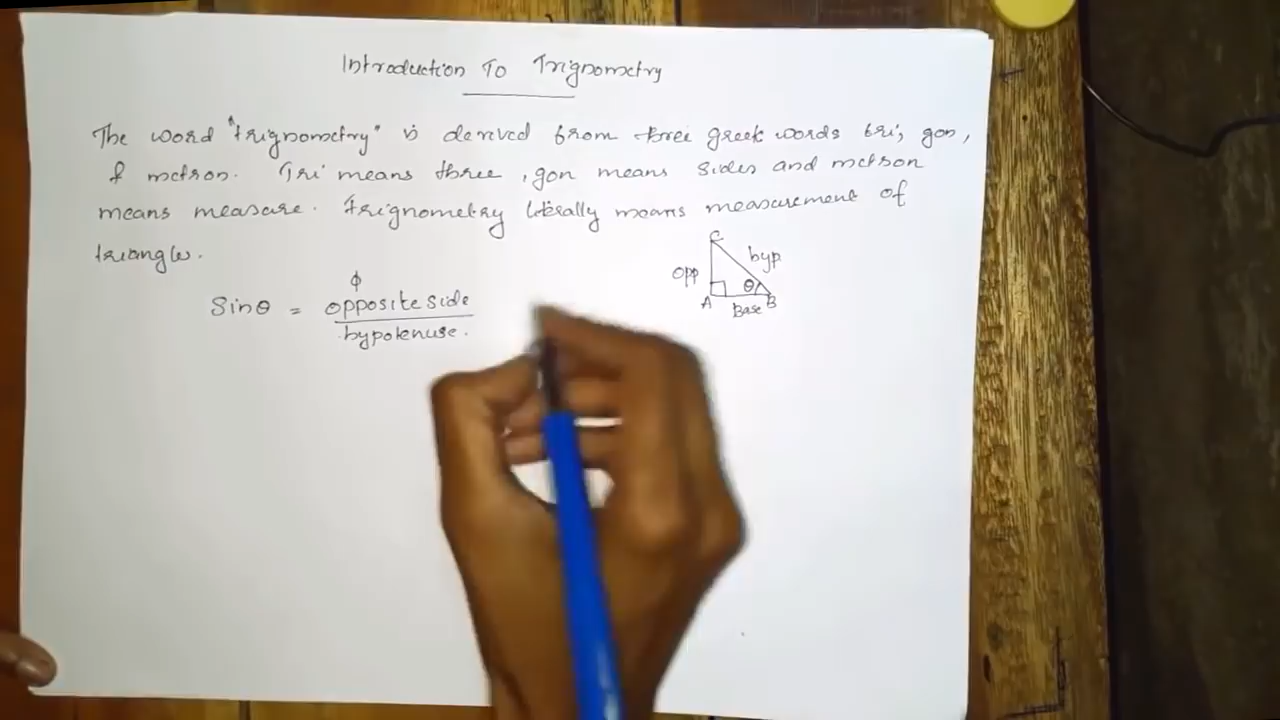 Introduction To Trignometry
The word "trignometry" is derived from three greek words tri, gon,
& metron. Tri means three, gon means sides and metron
means measure. Trignometry literally means measurement of
triangle.
ϕ
Sinθ = opposite side
hypotenuse.
C
opp
hyp
θ
A
B
Base